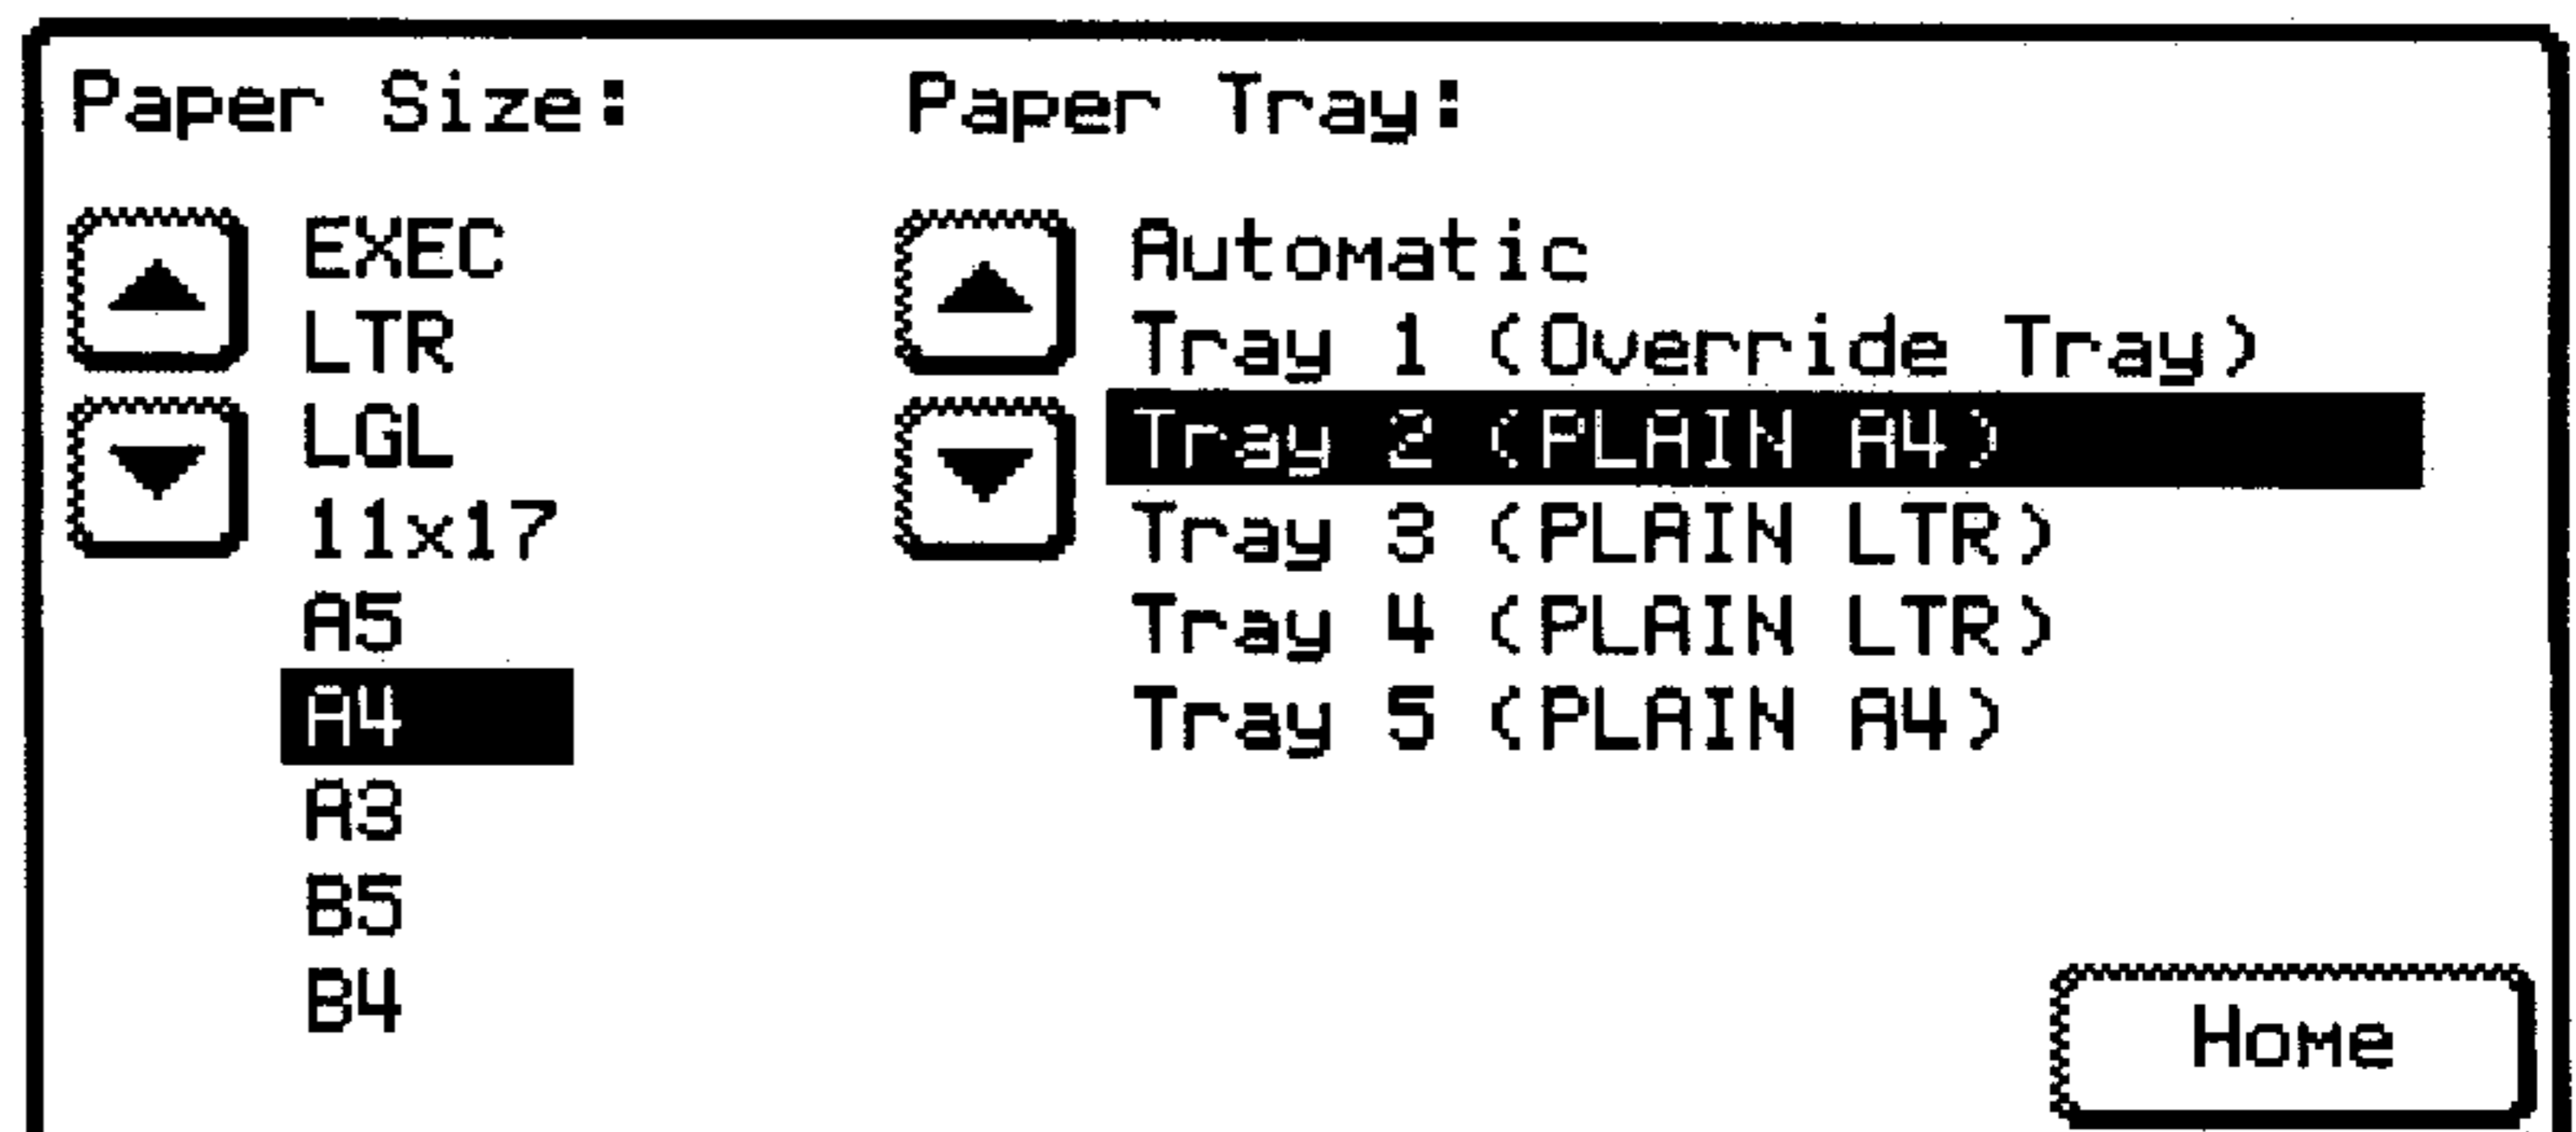 Paper Size:
EXEC
LTR
LGL
11x17
A5
A4
A3
B5
B4
Paper Tray:
Automatic
Tray 1 (Override Tray)
Tray 2 (PLAIN A4)
Tray 3 (PLAIN LTR)
Tray 4 (PLAIN LTR)
Tray 5 (PLAIN A4)
Home